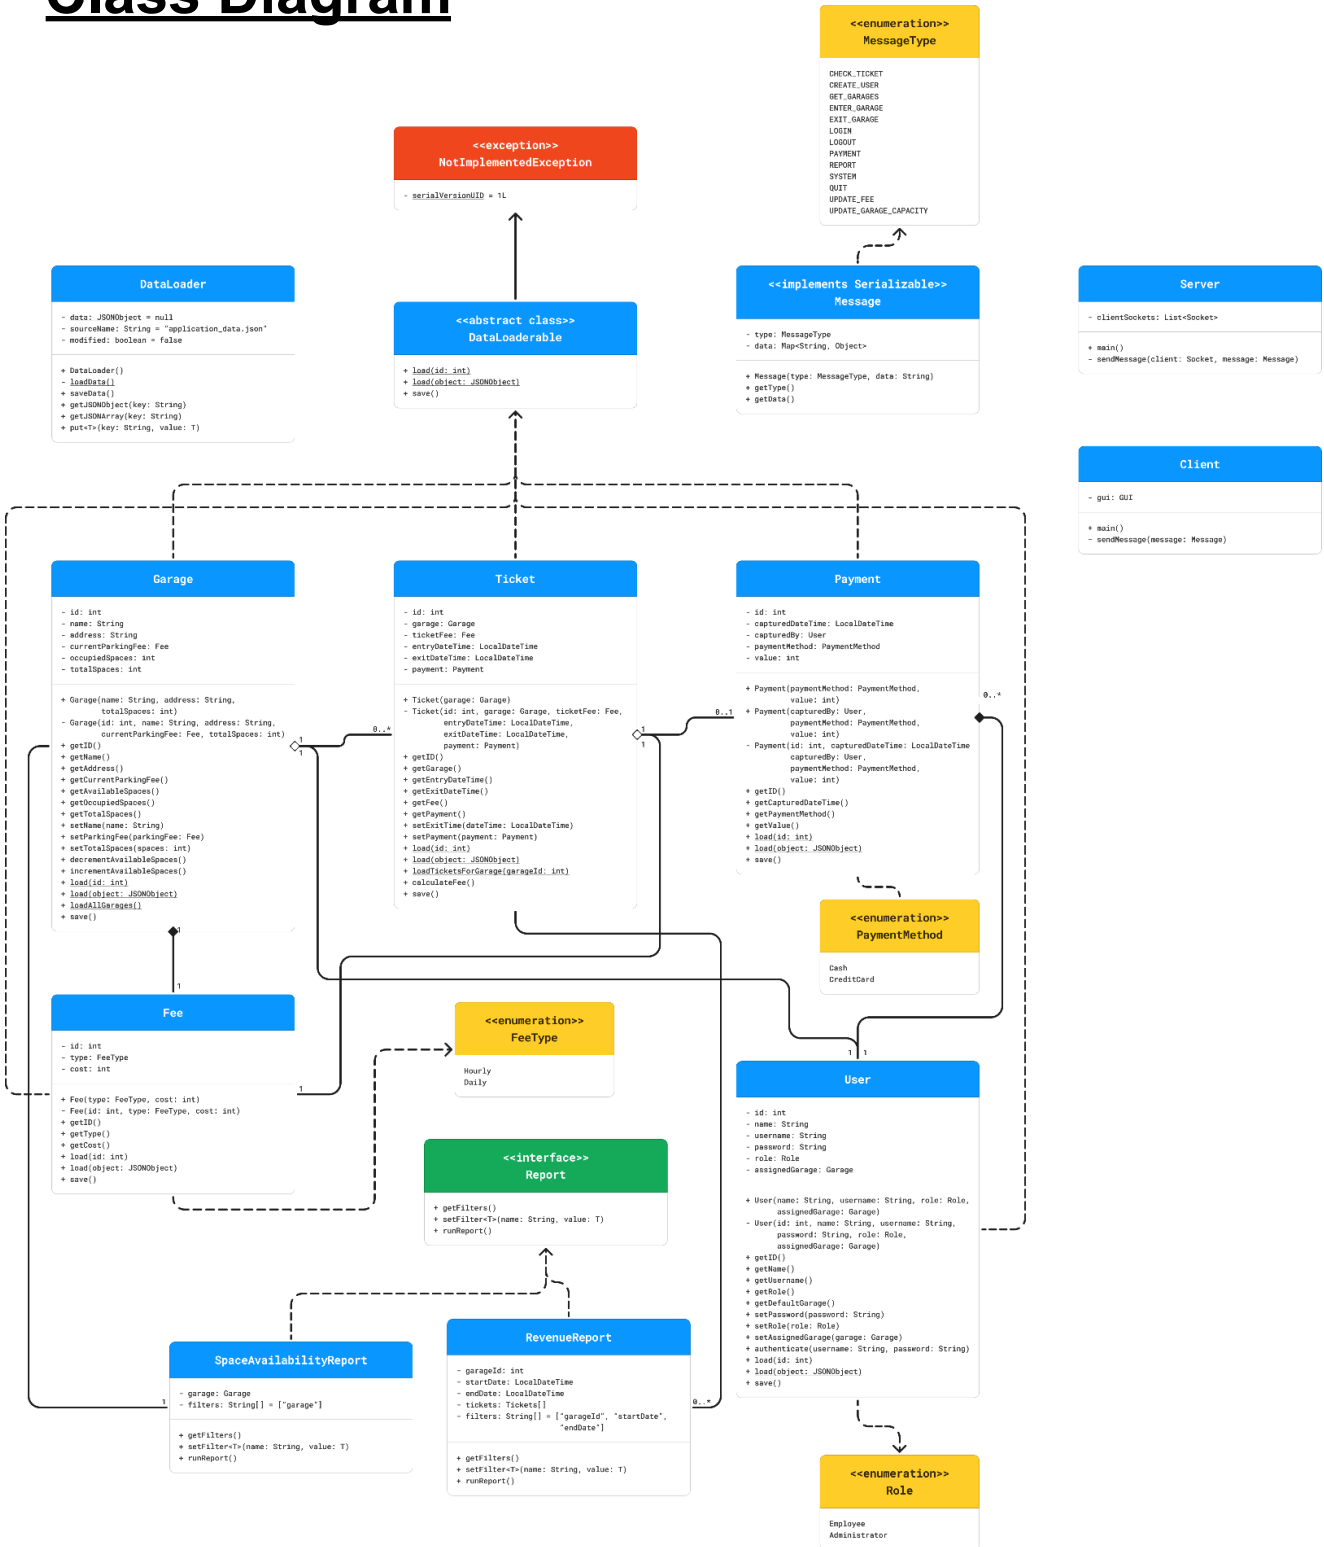 Class Diagram
<<enumeration>>
MessageType
CHECK_TICKET
CREATE_USER
GET_GARAGES
ENTER_GARAGE
EXIT_GARAGE
LOGIN
LOGOUT
PAYMENT
REPORT
SYSTEM
QUIT
UPDATE_FEE
UPDATE_GARAGE_CAPACITY
<<exception>>
NotImplementedException
- serialVersionUID = 1L
DataLoader
- data: JSONObject = null
- sourceName: String = "application_data.json"
- modified: boolean = false
+ DataLoader()
- loadData()
+ saveData()
+ getJSONObject(key: String)
+ getJSONArray(key: String)
+ put<T>(key: String, value: T)
<<abstract class>>
DataLoaderable
+ load(id: int)
+ load(object: JSONObject)
+ save()
<<implements Serializable>>
Message
- type: MessageType
- data: Map<String, Object>
+ Message(type: MessageType, data: String)
+ getType()
+ getData()
Server
- clientSockets: List<Socket>
+ main()
- sendMessage(client: Socket, message: Message)
Client
- gui: GUI
+ main()
- sendMessage(message: Message)
Garage
- id: int
- name: String
- address: String
- currentParkingFee: Fee
- occupiedSpaces: int
- totalSpaces: int
+ Garage(name: String, address: String,
totalSpaces: int)
- Garage(id: int, name: String, address: String,
currentParkingFee: Fee, totalSpaces: int)
+ getID()
+ getName()
+ getAddress()
+ getCurrentParkingFee()
+ getAvailableSpaces()
+ getOccupiedSpaces()
+ getTotalSpaces()
+ setName(name: String)
+ setParkingFee(parkingFee: Fee)
+ setTotalSpaces(spaces: int)
+ decrementAvailableSpaces()
+ incrementAvailableSpaces()
+ load(id: int)
+ load(object: JSONObject)
+ loadAllGarages()
+ save()
1
1
0..*
Ticket
- id: int
- garage: Garage
- ticketFee: Fee
- entryDateTime: LocalDateTime
- exitDateTime: LocalDateTime
- payment: Payment
+ Ticket(garage: Garage)
- Ticket(id: int, garage: Garage, ticketFee: Fee,
entryDateTime: LocalDateTime,
exitDateTime: LocalDateTime,
payment: Payment)
+ getID()
+ getGarage()
+ getEntryDateTime()
+ getExitDateTime()
+ getFee()
+ getPayment()
+ setExitTime(dateTime: LocalDateTime)
+ setPayment(payment: Payment)
+ load(id: int)
+ load(object: JSONObject)
+ loadTicketsForGarage(garageId: int)
+ calculateFee()
+ save()
1
1
0..1
Payment
- id: int
- capturedDateTime: LocalDateTime
- capturedBy: User
- paymentMethod: PaymentMethod
- value: int
+ Payment(paymentMethod: PaymentMethod,
value: int)
+ Payment(capturedBy: User,
paymentMethod: PaymentMethod,
value: int)
- Payment(id: int, capturedDateTime: LocalDateTime
capturedBy: User,
paymentMethod: PaymentMethod,
value: int)
+ getID()
+ getCapturedDateTime()
+ getPaymentMethod()
+ getValue()
+ load(id: int)
+ load(object: JSONObject)
+ save()
0..*
<<enumeration>>
PaymentMethod
Cash
CreditCard
1
1
Fee
- id: int
- type: FeeType
- cost: int
+ Fee(type: FeeType, cost: int)
- Fee(id: int, type: FeeType, cost: int)
+ getID()
+ getType()
+ getCost()
+ load(id: int)
+ load(object: JSONObject)
+ save()
1
<<enumeration>>
FeeType
Hourly
Daily
<<interface>>
Report
+ getFilters()
+ setFilter<T>(name: String, value: T)
+ runReport()
1
1
User
- id: int
- name: String
- username: String
- password: String
- role: Role
- assignedGarage: Garage
+ User(name: String, username: String, role: Role,
assignedGarage: Garage)
- User(id: int, name: String, username: String,
password: String, role: Role,
assignedGarage: Garage)
+ getID()
+ getName()
+ getUsername()
+ getRole()
+ getDefaultGarage()
+ setPassword(password: String)
+ setRole(role: Role)
+ setAssignedGarage(garage: Garage)
+ authenticate(username: String, password: String)
+ load(id: int)
+ load(object: JSONObject)
+ save()
1
SpaceAvailabilityReport
- garage: Garage
- filters: String[] = ["garage"]
+ getFilters()
+ setFilter<T>(name: String, value: T)
+ runReport()
RevenueReport
- garageId: int
- startDate: LocalDateTime
- endDate: LocalDateTime
- tickets: Tickets[]
- filters: String[] = ["garageId", "startDate",
"endDate"]
+ getFilters()
+ setFilter<T>(name: String, value: T)
+ runReport()
0..*
<<enumeration>>
Role
Employee
Administrator